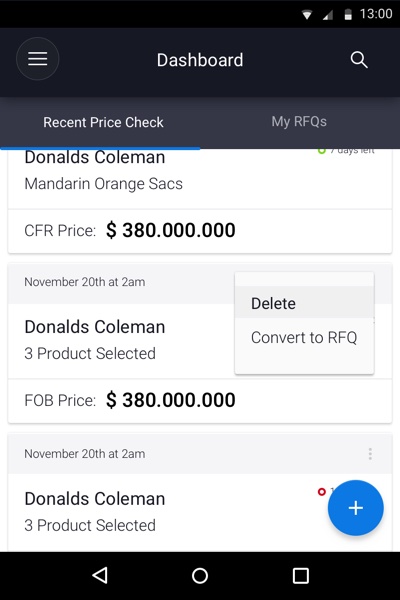 13:00
Dashboard
Recent Price Check
My RFQs
Donalds Coleman
7 days left
Mandarin Orange Sacs
CFR Price: $ 380.000.000
November 20th at 2am
Delete
Donalds Coleman
Convert to RFQ
3 Product Selected
FOB Price: $ 380.000.000
November 20th at 2am
Donalds Coleman
3 Product Selected
+